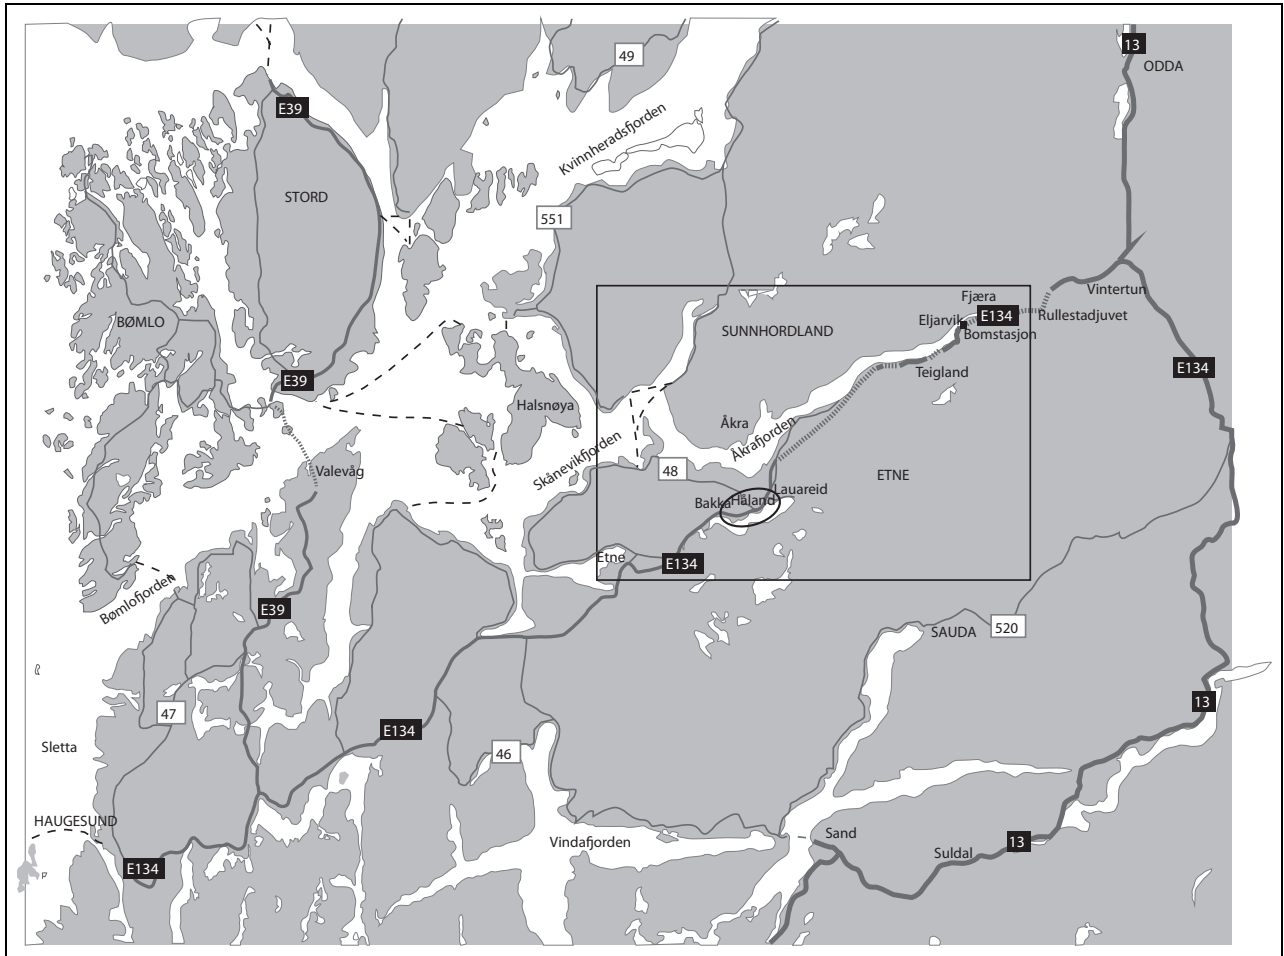 49
13
ODDA
E39
Kvinnheradsfjorden
STORD
551
Vintertun
Fjæra
E134
Rullestadjuvet
Eljarvik
BØMLO
SUNNHORDLAND
Bomstasjon
E134
Teigland
E39
Halsnøya
Åkra
Åkrafjorden
Skånevikfjorden
Valevåg
48
ETNE
Lauareid
Bakka
Håland
Etne
E134
Bømlofjorden
E39
SAUDA
520
13
47
E134
Sletta
46
HAUGESUND
Vindafjorden
Sand
13
Suldal
E134